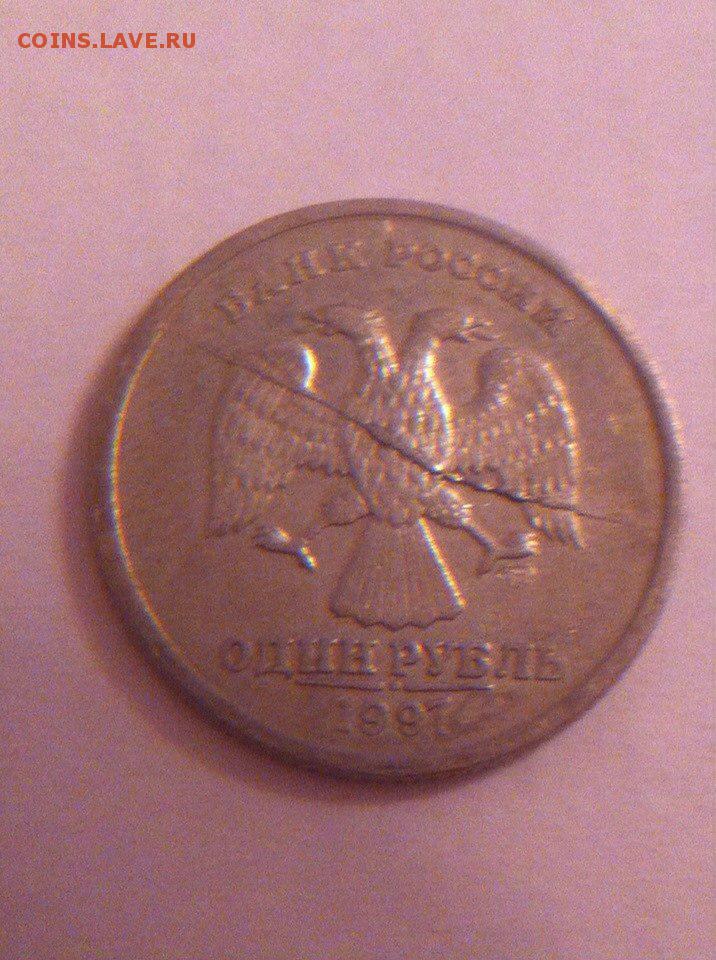 COINS.LAVE.RU
БАНК РОССИИ
ОДИН РУБЛЬ
1997